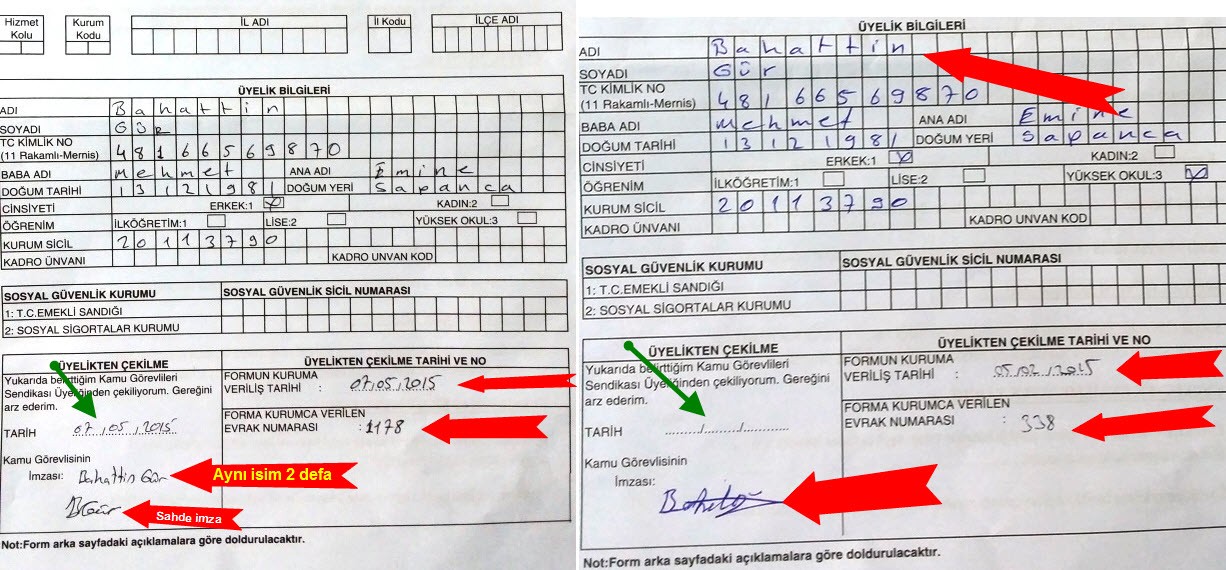 Hizmet Kolu
Kurum Kodu
İL ADI
İl Kodu
İLÇE ADI
ÜYELİK BİLGİLERİ
ADI Bahattin
SOYADI Gür
TC KİMLİK NO
(11 Rakamlı-Mernis) 48166569870
BABA ADI Mehmet ANA ADI Emine
DOĞUM TARİHİ 13121981 DOĞUM YERİ Sapanca
CİNSİYETİ ERKEK:1 X KADIN:2
ÖĞRENİM İLKÖĞRETİM:1 LİSE:2 YÜKSEK OKUL:3
KURUM SİCİL 20113790
KADRO ÜNVANI KADRO UNVAN KOD
SOSYAL GÜVENLİK KURUMU SOSYAL GÜVENLİK SİCİL NUMARASI
1: T.C.EMEKLİ SANDIĞI
2: SOSYAL SİGORTALAR KURUMU
ÜYELİKTEN ÇEKİLME
Yukarıda belirttiğim Kamu Görevlileri
Sendikası Üyeliğinden çekiliyorum. Gereğini
arz ederim.
TARİH 07.05.2015
Kamu Görevlisinin
İmzası: Bahattin Gür
Aynı isim 2 defa
BGür
Sahde imza
ÜYELİKTEN ÇEKİLME TARİHİ VE NO
FORMUN KURUMA
VERİLİŞ TARİHİ : 07.05.2015
FORMA KURUMCA VERİLEN
EVRAK NUMARASI : 1178
Not:Form arka sayfadaki açıklamalara göre doldurulacaktır.
ÜYELİK BİLGİLERİ
ADI Bahattin
SOYADI Gür
TC KİMLİK NO
(11 Rakamlı-Mernis) 48166569870
BABA ADI Mehmet ANA ADI Emine
DOĞUM TARİHİ 13121981 DOĞUM YERİ Sapanca
CİNSİYETİ ERKEK:1 X KADIN:2
ÖĞRENİM İLKÖĞRETİM:1 LİSE:2 YÜKSEK OKUL:3 X
KURUM SİCİL 20113790
KADRO UNVANI KADRO UNVAN KOD
SOSYAL GÜVENLİK KURUMU SOSYAL GÜVENLİK SİCİL NUMARASI
1: T.C.EMEKLİ SANDIĞI
2: SOSYAL SİGORTALAR KURUMU
ÜYELİKTEN ÇEKİLME
Yukarıda belirttiğim Kamu Görevlileri
Sendikası Üyeliğinden çekiliyorum. Gereğini
arz ederim.
TARİH ........./........./.........
Kamu Görevlisinin
İmzası:
ÜYELİKTEN ÇEKİLME TARİHİ VE NO
FORMUN KURUMA
VERİLİŞ TARİHİ : 05.02.2015
FORMA KURUMCA VERİLEN
EVRAK NUMARASI : 338
Not:Form arka sayfadaki açıklamalara göre doldurulacaktır.